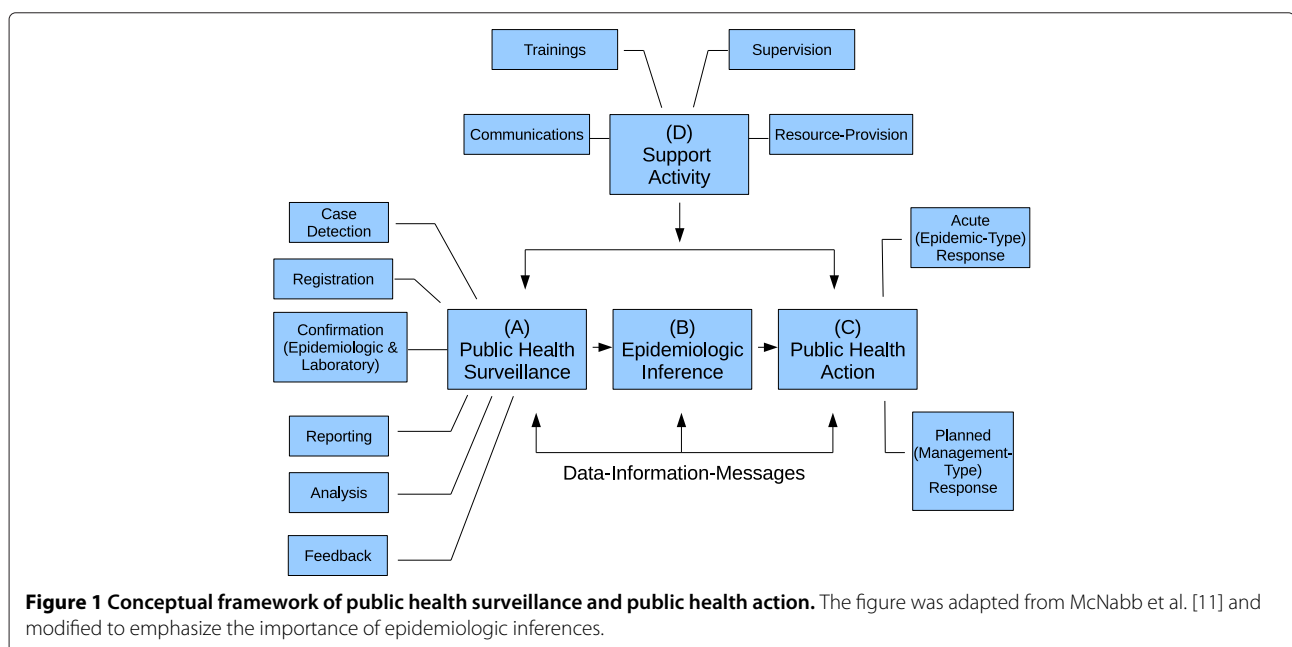 Trainings
Supervision
Communications
(D)
Support
Activity
Resource-Provision
Case
Detection
Acute
(Epidemic-Type)
Response
Registration
Confirmation
(Epidemiologic &
Laboratory)
(A)
Public Health
Surveillance
(B)
Epidemiologic
Inference
(C)
Public Health
Action
Reporting
Analysis
Feedback
Data-Information-Messages
Planned
(Management-
Type)
Response
Figure 1 Conceptual framework of public health surveillance and public health action. The figure was adapted from McNabb et al. [11] and
modified to emphasize the importance of epidemiologic inferences.